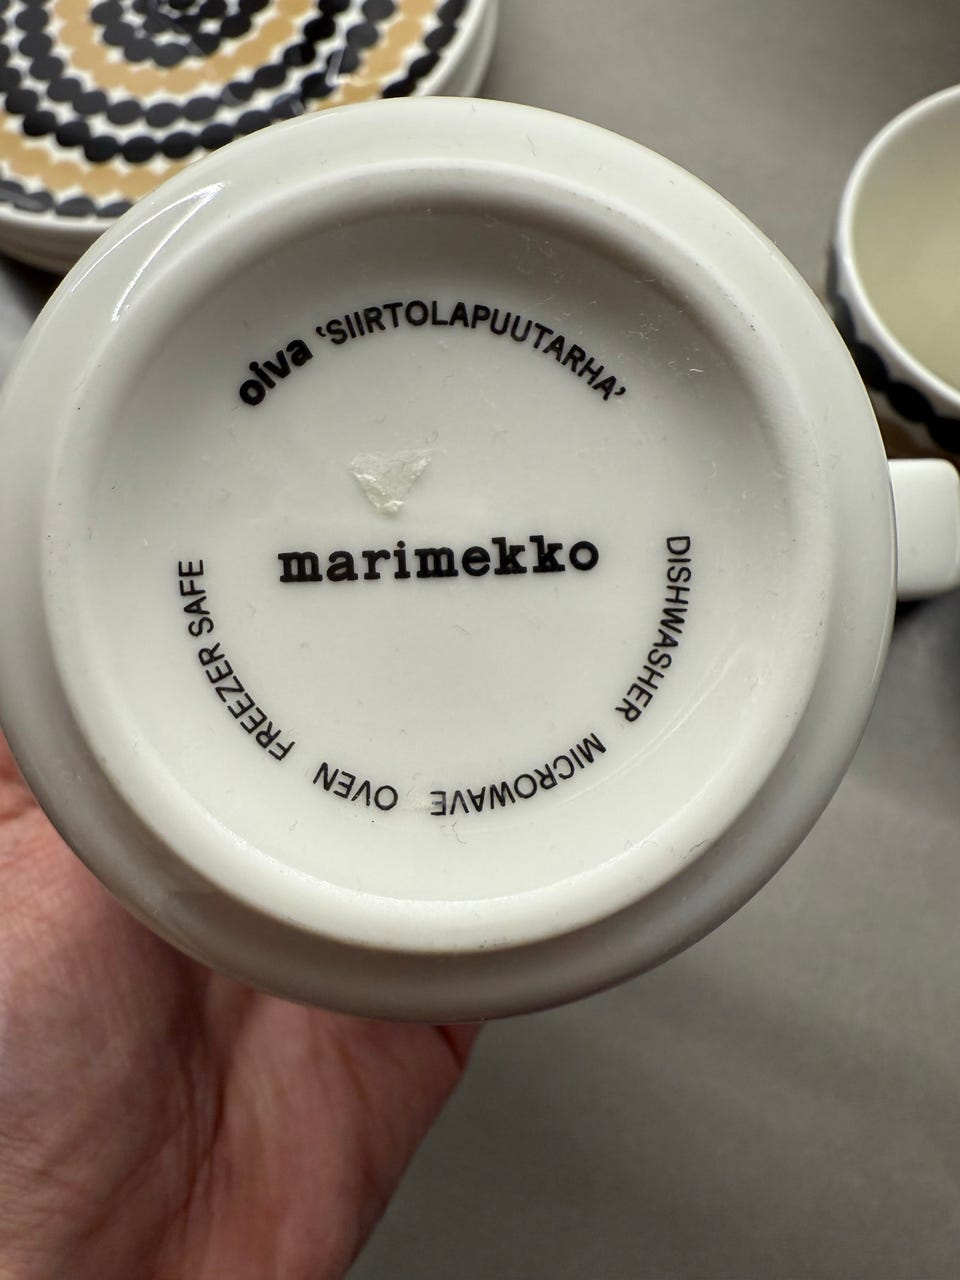 oiva ‘SIIRTOLAPUUTARHA’
marimekko
DISHWASHER MICROWAVE OVEN FREEZER SAFE